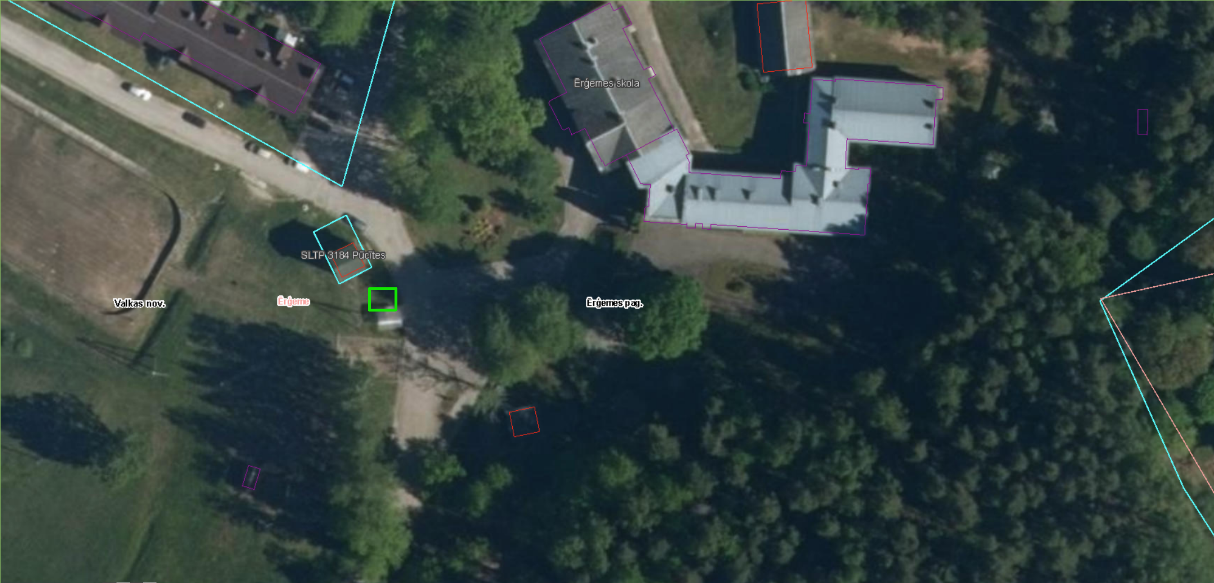 Ērģemes skola
SLTP 3184 Pūcītes
Valkas nov.
Ērģeme
Ērģemes pag.